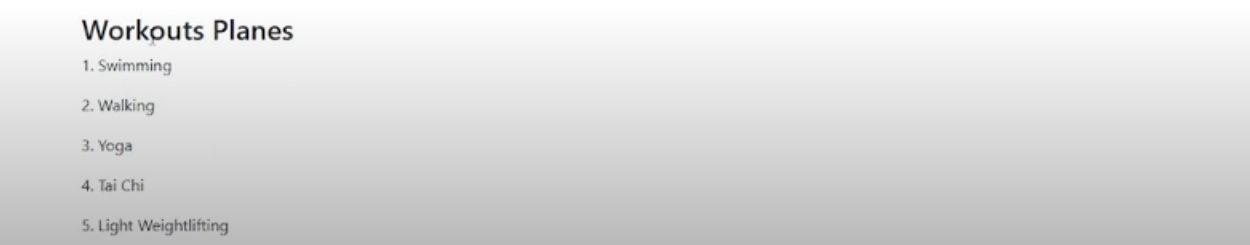 Workouts Planes
1. Swimming
2. Walking
3. Yoga
4. Tai Chi
5. Light Weightlifting